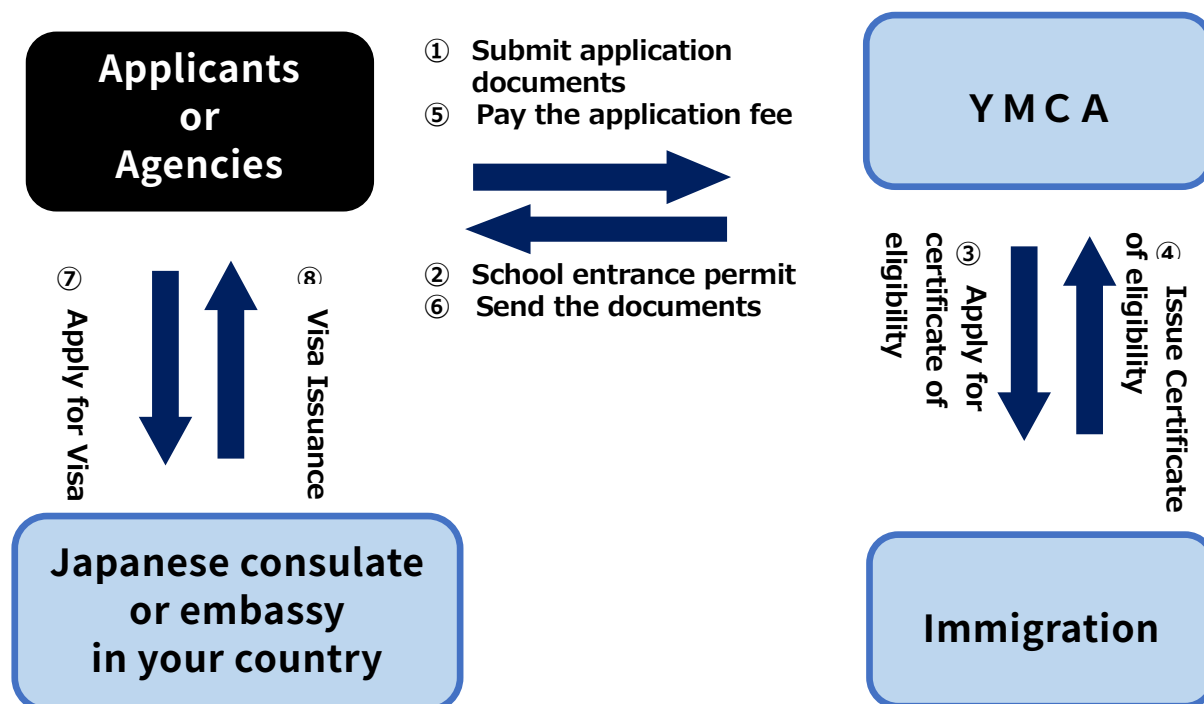 Applicants
or
Agencies
① Submit application
documents
⑤ Pay the application fee
YMCA
② School entrance permit
⑥ Send the documents
⑦ Apply for Visa
⑧ Visa Issuance
③ Apply for
certificate of
eligibility
④ Issue Certificate
of eligibility
Japanese consulate
or embassy
in your country
Immigration